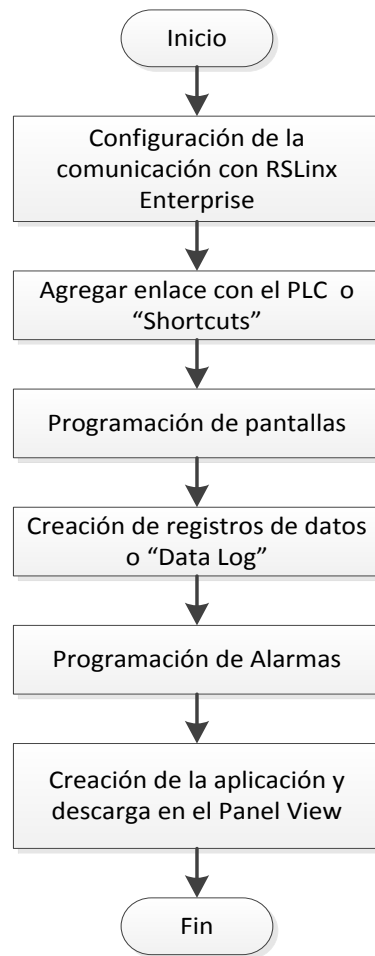 Inicio
Configuración de la
comunicación con RSLinx
Enterprise
Agregar enlace con el PLC  o
“Shortcuts”
Programación de pantallas
Creación de registros de datos
o “Data Log”
Programación de Alarmas
Creación de la aplicación y
descarga en el Panel View
Fin